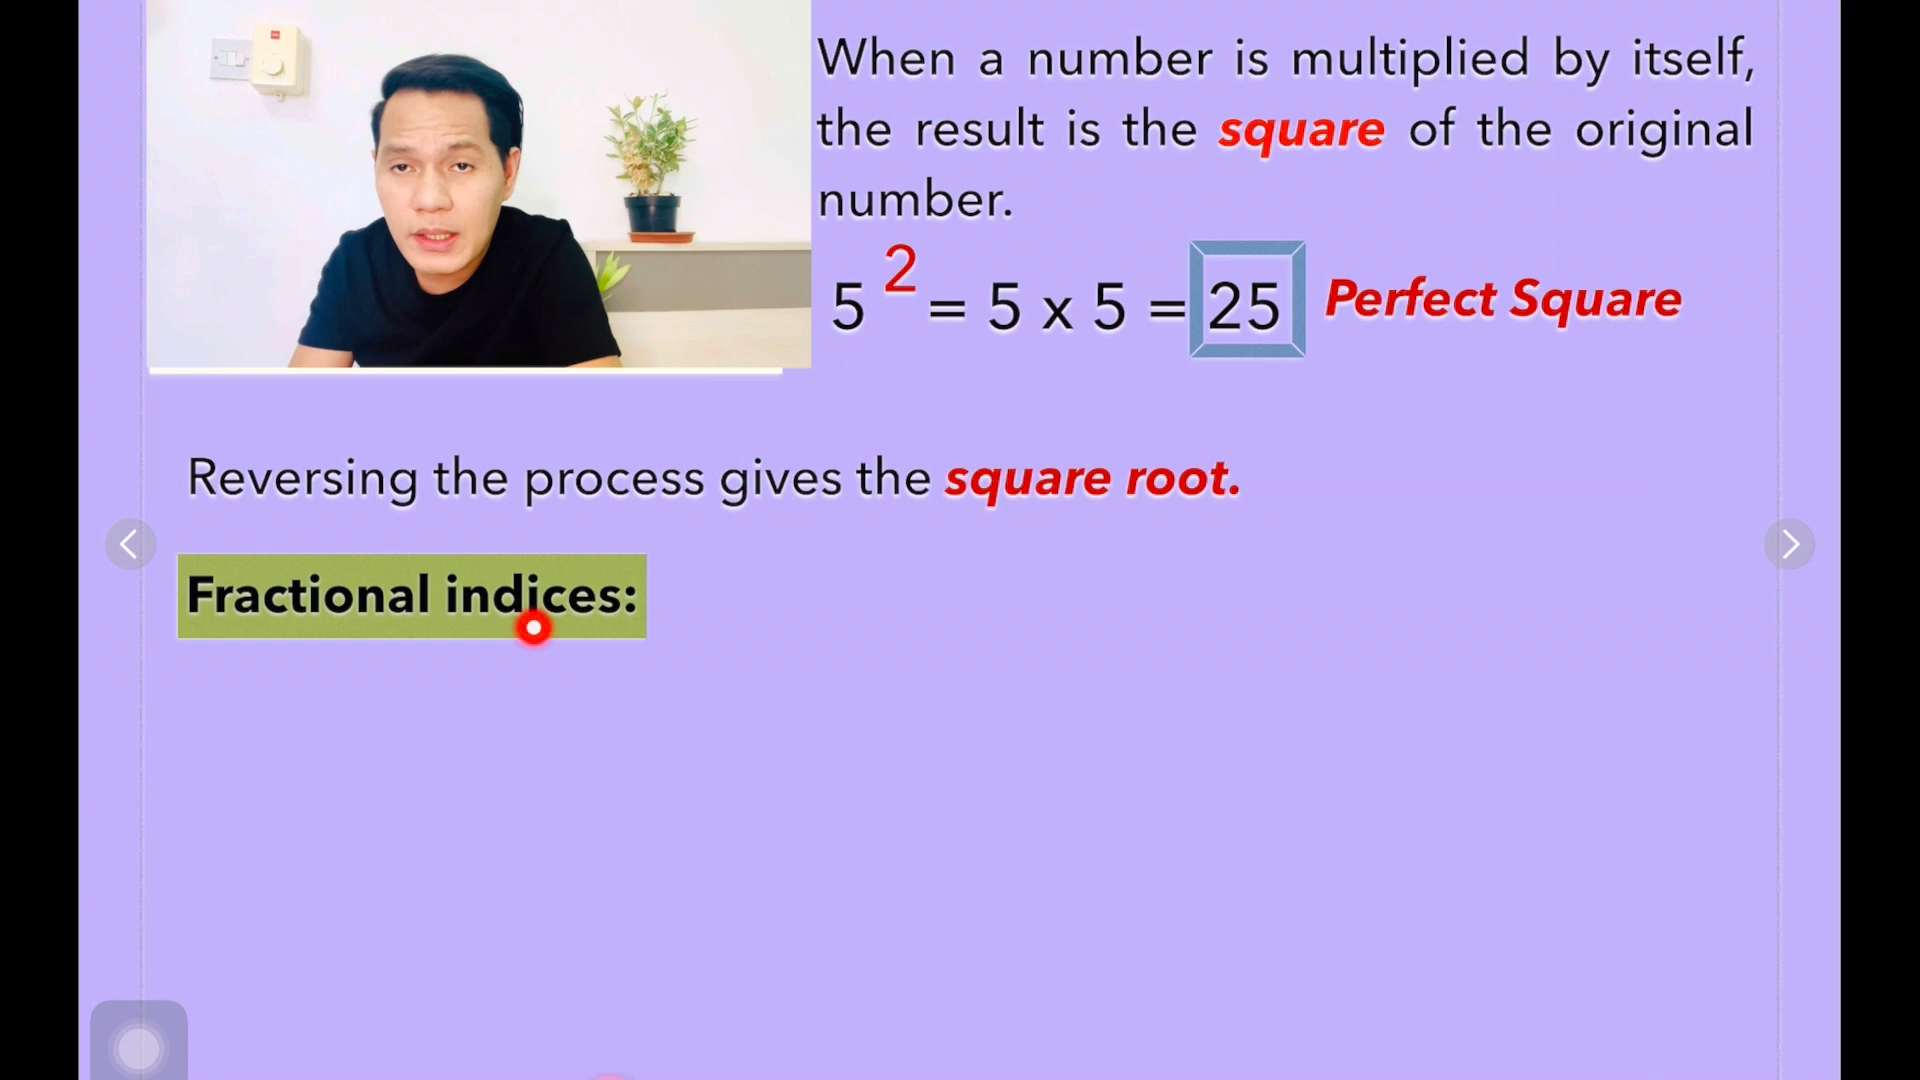 When a number is multiplied by itself,
the result is the square of the original
number.
5² = 5 x 5 = 25 Perfect Square
Reversing the process gives the square root.
Fractional indices: